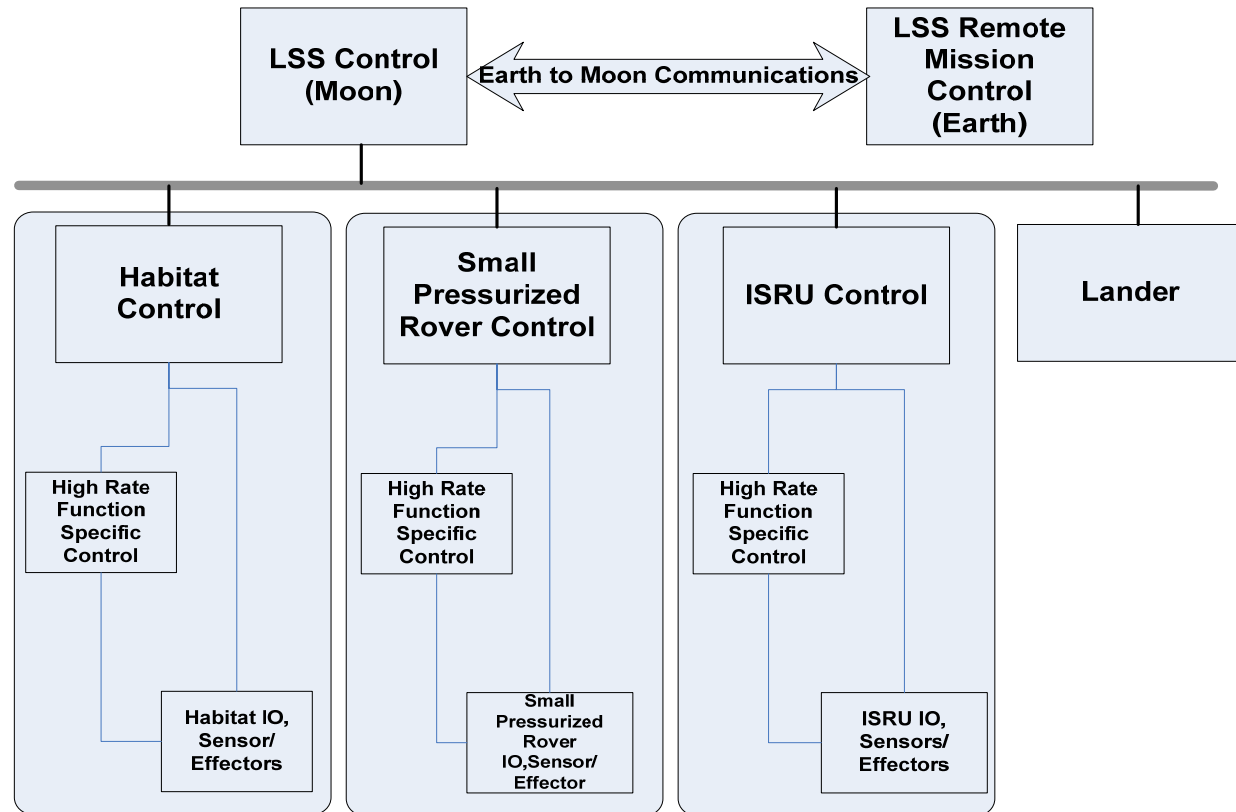 LSS Control
(Moon)
Earth to Moon Communications
LSS Remote
Mission
Control
(Earth)
Habitat
Control
Small
Pressurized
Rover Control
ISRU Control
Lander
High Rate
Function
Specific
Control
High Rate
Function
Specific
Control
High Rate
Function
Specific
Control
Habitat IO,
Sensor/
Effectors
Small
Pressurized
Rover
IO,Sensor/
Effector
ISRU IO,
Sensors/
Effectors